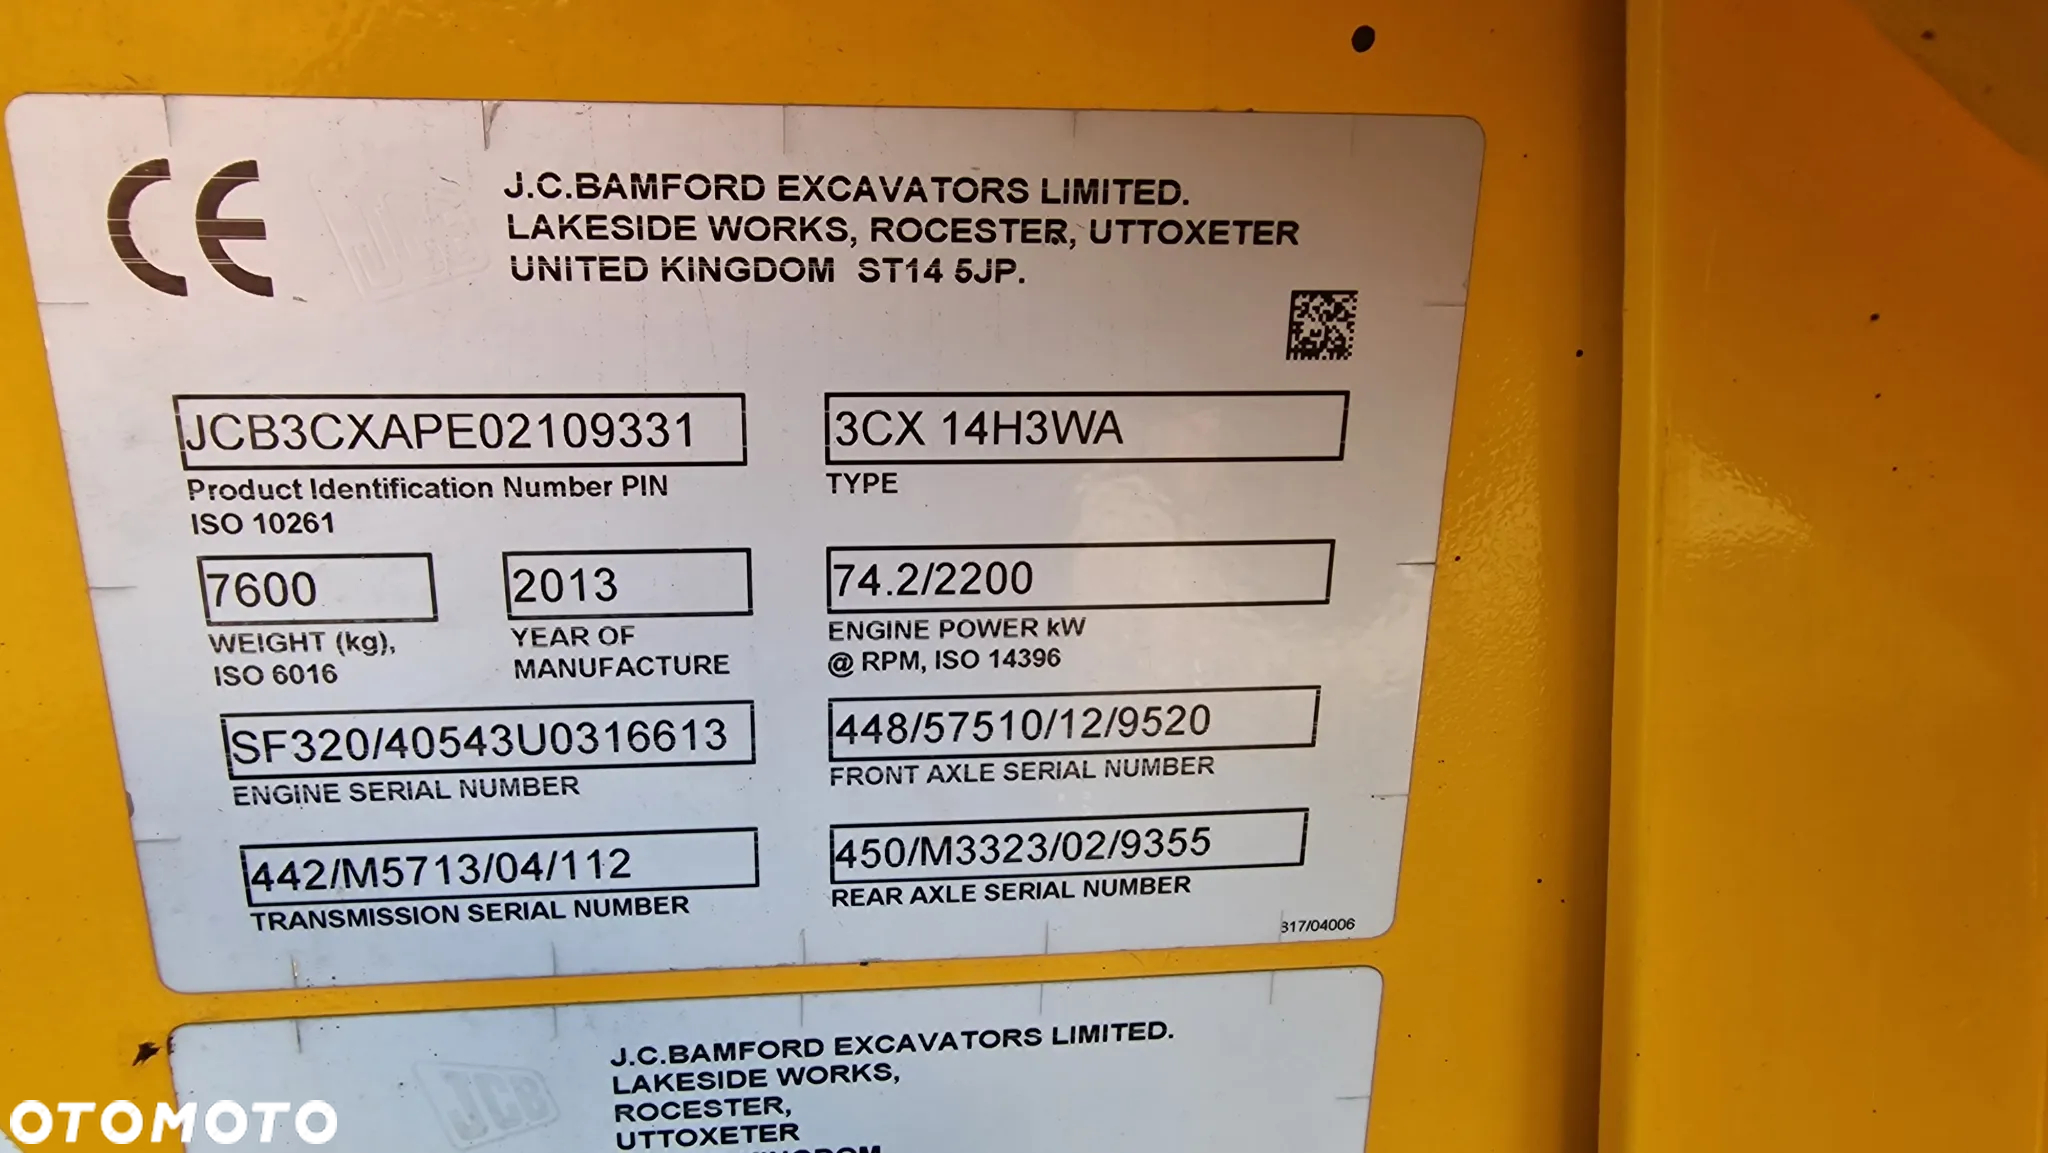 CE
J.C.BAMFORD EXCAVATORS LIMITED.
LAKESIDE WORKS, ROCESTER, UTTOXETER
UNITED KINGDOM ST14 5JP.
JCB
JCB3CXAPE02109331
Product Identification Number PIN
ISO 10261
3CX 14H3WA
TYPE
7600
WEIGHT (kg),
ISO 6016
2013
YEAR OF
MANUFACTURE
74.2/2200
ENGINE POWER kW
@ RPM, ISO 14396
SF320/40543U0316613
ENGINE SERIAL NUMBER
448/57510/12/9520
FRONT AXLE SERIAL NUMBER
442/M5713/04/112
TRANSMISSION SERIAL NUMBER
450/M3323/02/9355
REAR AXLE SERIAL NUMBER
817/04006
J.C.BAMFORD EXCAVATORS LIMITED.
LAKESIDE WORKS,
ROCESTER,
UTTOXETER
JCB
OTOMOTO